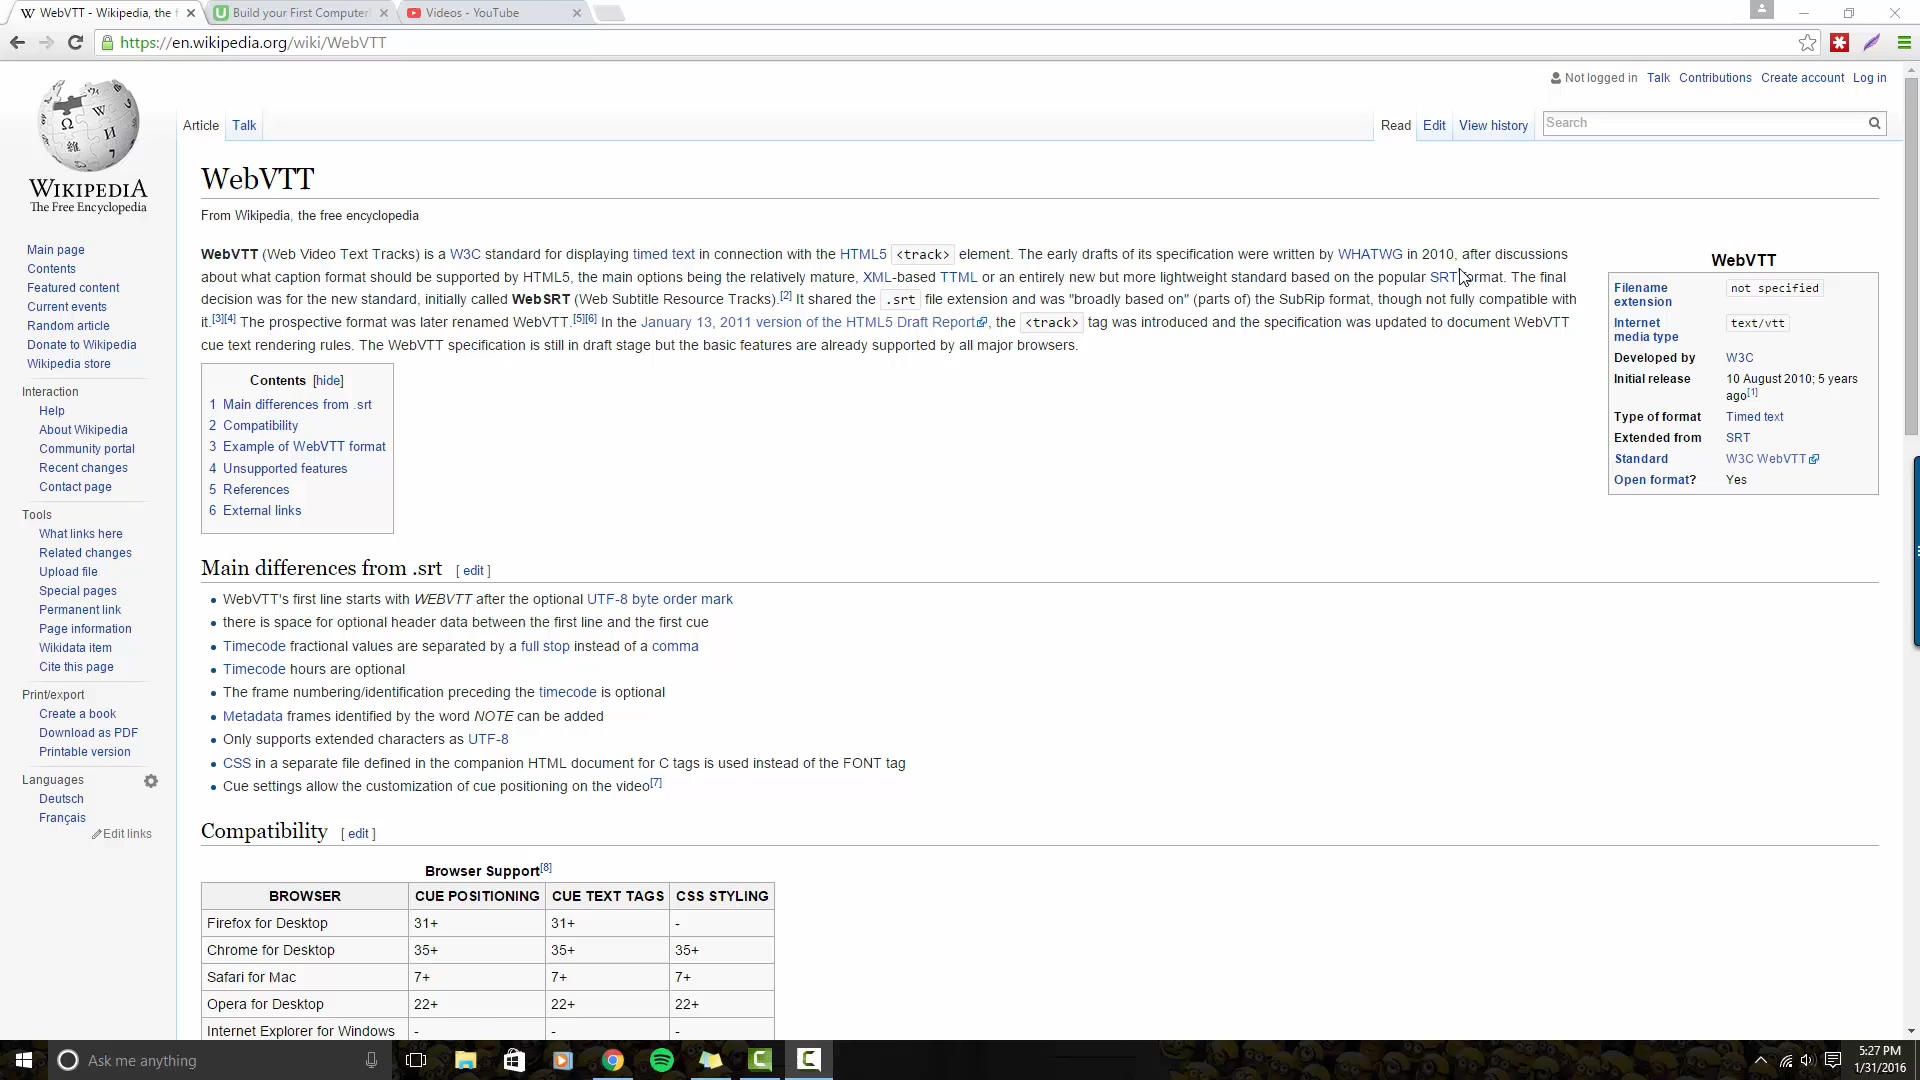 WebVTT - Wikipedia, the f
Build your First Computer
Videos - YouTube
https://en.wikipedia.org/wiki/WebVTT
Not logged in Talk Contributions Create account Log in
Article Talk Read Edit View history Search
WIKIPEDIA
The Free Encyclopedia
Main page
Contents
Featured content
Current events
Random article
Donate to Wikipedia
Wikipedia store
Interaction
Help
About Wikipedia
Community portal
Recent changes
Contact page
Tools
What links here
Related changes
Upload file
Special pages
Permanent link
Page information
Wikidata item
Cite this page
Print/export
Create a book
Download as PDF
Printable version
Languages
Deutsch
Français
Edit links
WebVTT
From Wikipedia, the free encyclopedia
WebVTT (Web Video Text Tracks) is a W3C standard for displaying timed text in connection with the HTML5 <track> element. The early drafts of its specification were written by WHATWG in 2010, after discussions
about what caption format should be supported by HTML5, the main options being the relatively mature, XML-based TTML or an entirely new but more lightweight standard based on the popular SRT format. The final
decision was for the new standard, initially called WebSRT (Web Subtitle Resource Tracks).[2] It shared the .srt file extension and was "broadly based on" (parts of) the SubRip format, though not fully compatible with
it.[3][4] The prospective format was later renamed WebVTT.[5][6] In the January 13, 2011 version of the HTML5 Draft Report, the <track> tag was introduced and the specification was updated to document WebVTT
cue text rendering rules. The WebVTT specification is still in draft stage but the basic features are already supported by all major browsers.
WebVTT
Filename extension not specified
Internet media type text/vtt
Developed by W3C
Initial release 10 August 2010; 5 years ago[1]
Type of format Timed text
Extended from SRT
Standard W3C WebVTT
Open format? Yes
Contents [hide]
1 Main differences from .srt
2 Compatibility
3 Example of WebVTT format
4 Unsupported features
5 References
6 External links
Main differences from .srt [ edit ]
WebVTT's first line starts with WEBVTT after the optional UTF-8 byte order mark
there is space for optional header data between the first line and the first cue
Timecode fractional values are separated by a full stop instead of a comma
Timecode hours are optional
The frame numbering/identification preceding the timecode is optional
Metadata frames identified by the word NOTE can be added
Only supports extended characters as UTF-8
CSS in a separate file defined in the companion HTML document for C tags is used instead of the FONT tag
Cue settings allow the customization of cue positioning on the video[7]
Compatibility [ edit ]
Browser Support[8]
BROWSER CUE POSITIONING CUE TEXT TAGS CSS STYLING
Firefox for Desktop 31+ 31+ -
Chrome for Desktop 35+ 35+ 35+
Safari for Mac 7+ 7+ 7+
Opera for Desktop 22+ 22+ 22+
Internet Explorer for Windows - - -
Ask me anything
5:27 PM
1/31/2016